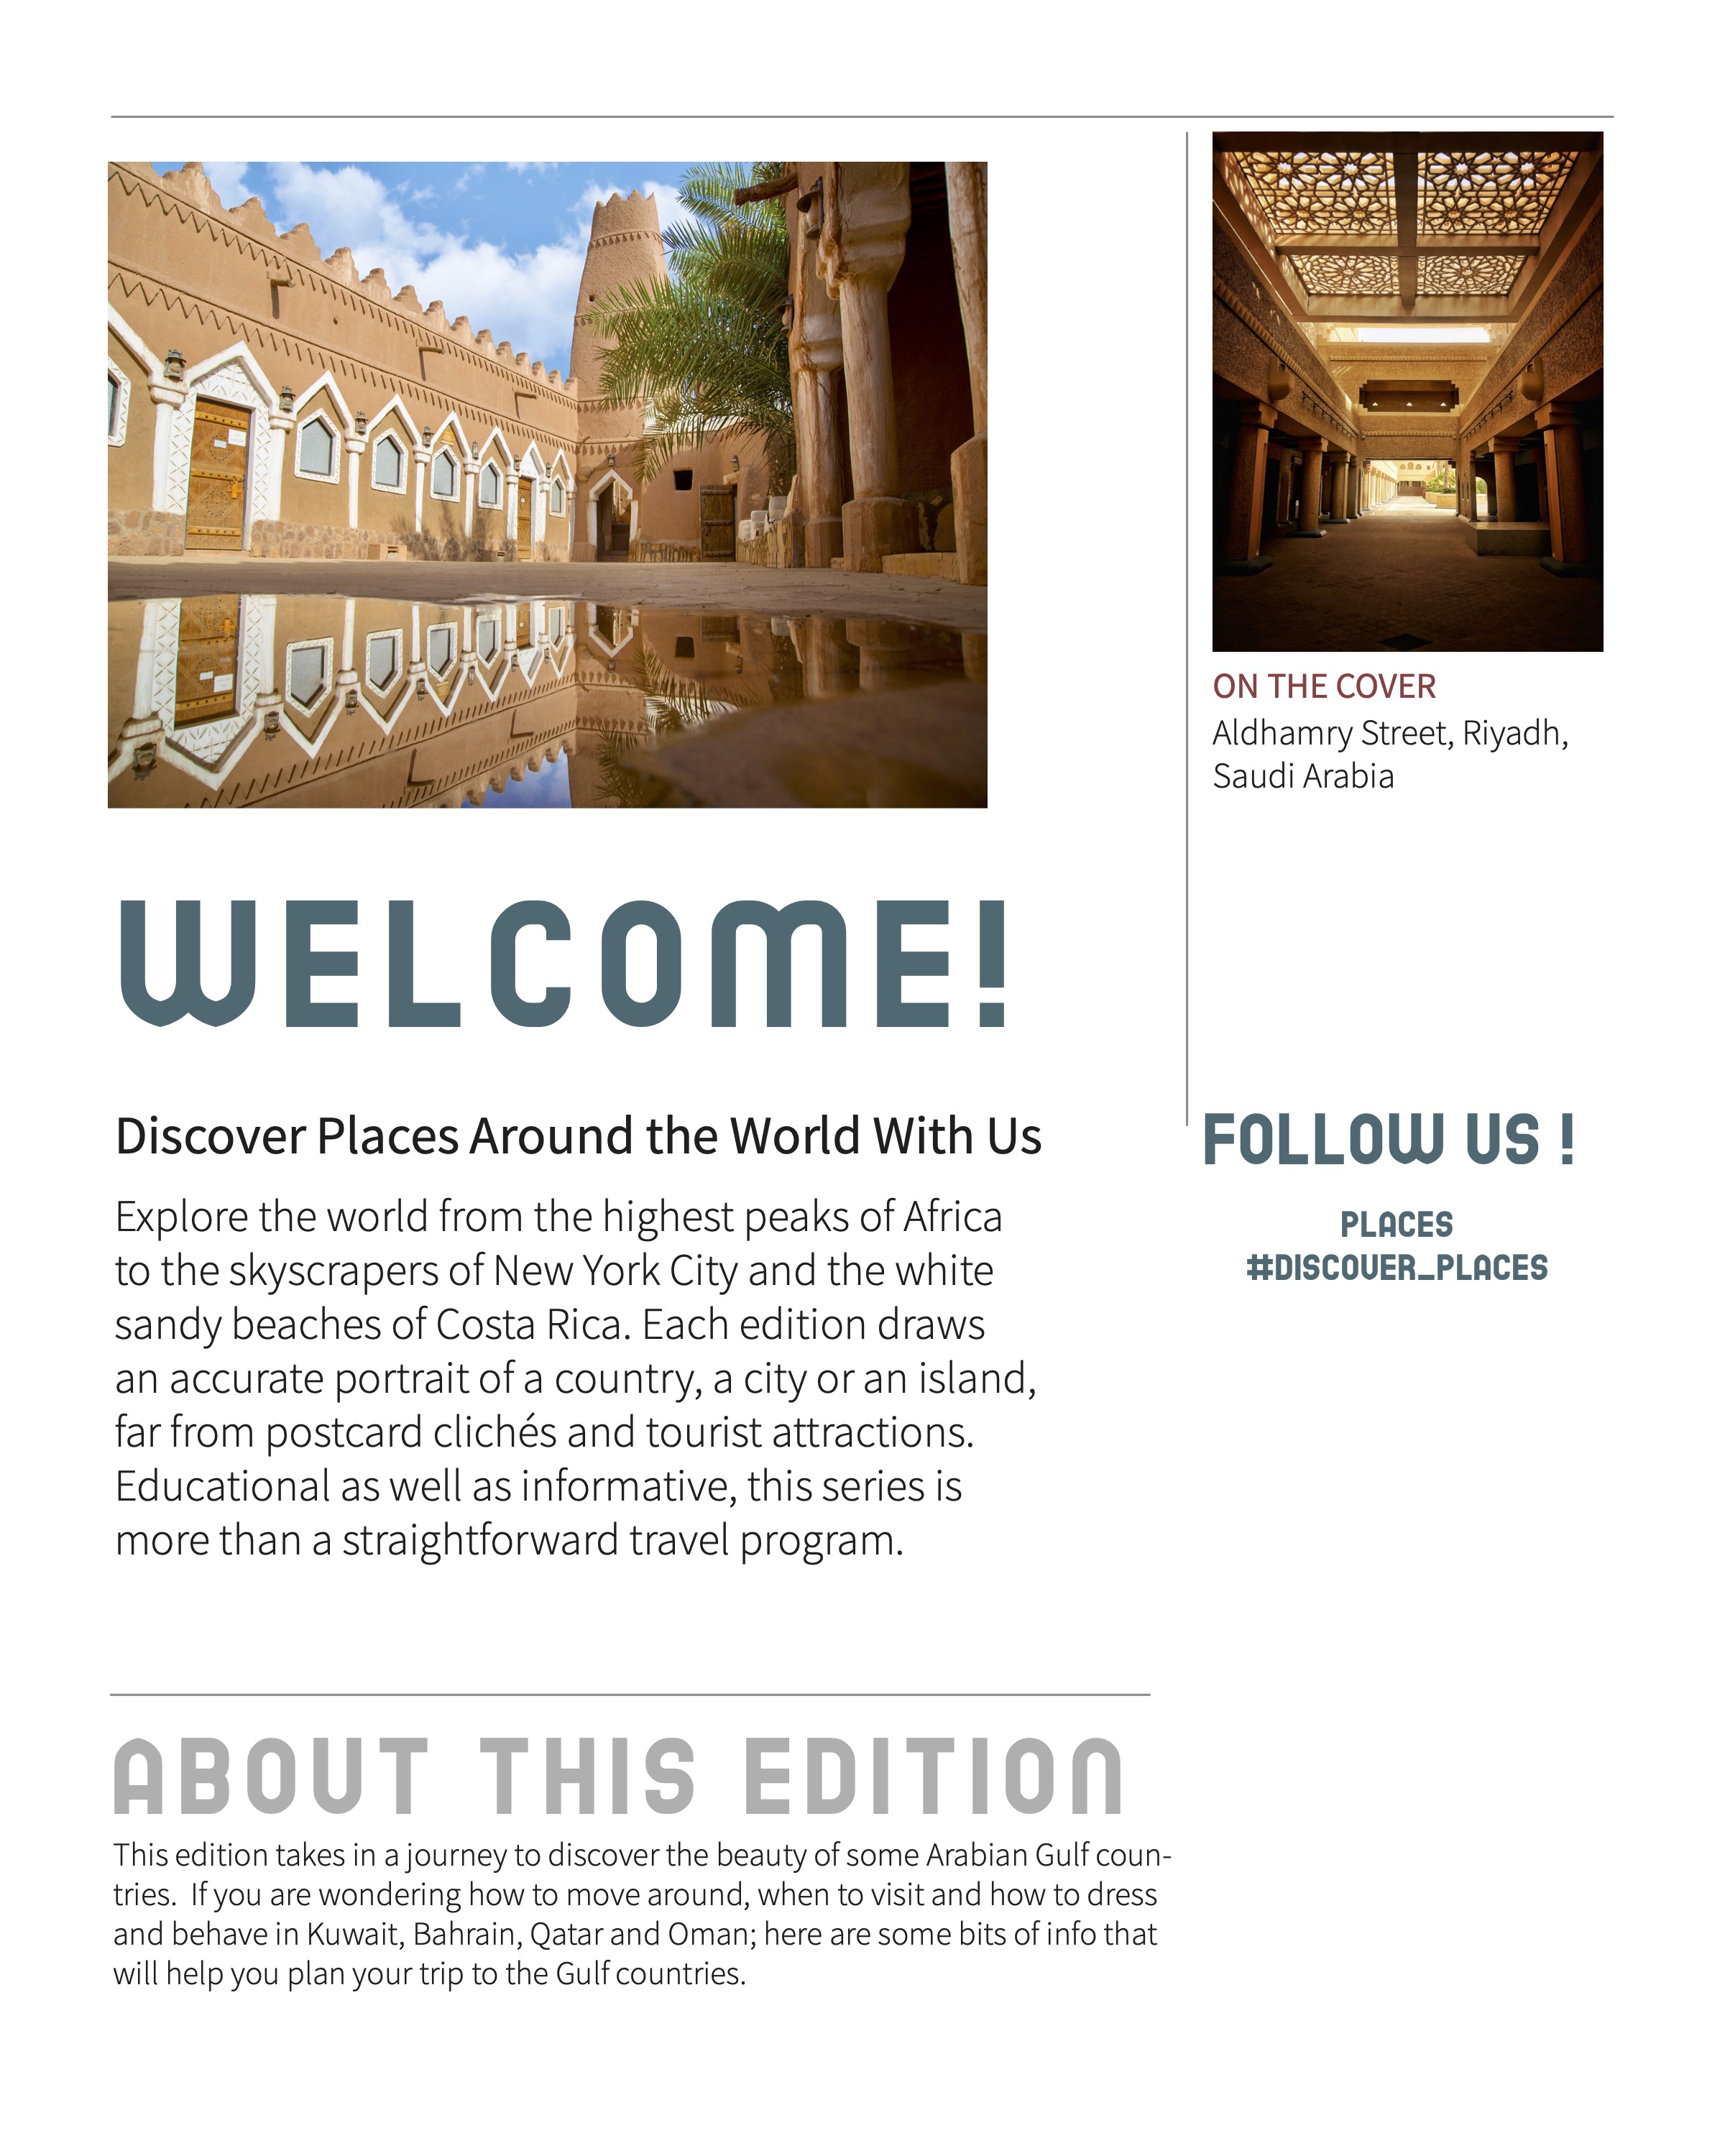 ON THE COVER
Aldhamry Street, Riyadh,
Saudi Arabia
WELCOME!
Discover Places Around the World With Us
Explore the world from the highest peaks of Africa
to the skyscrapers of New York City and the white
sandy beaches of Costa Rica. Each edition draws
an accurate portrait of a country, a city or an island,
far from postcard clichés and tourist attractions.
Educational as well as informative, this series is
more than a straightforward travel program.
FOLLOW US !
PLACES
#DISCOVER_PLACES
ABOUT THIS EDITION
This edition takes in a journey to discover the beauty of some Arabian Gulf coun-
tries.  If you are wondering how to move around, when to visit and how to dress
and behave in Kuwait, Bahrain, Qatar and Oman; here are some bits of info that
will help you plan your trip to the Gulf countries.